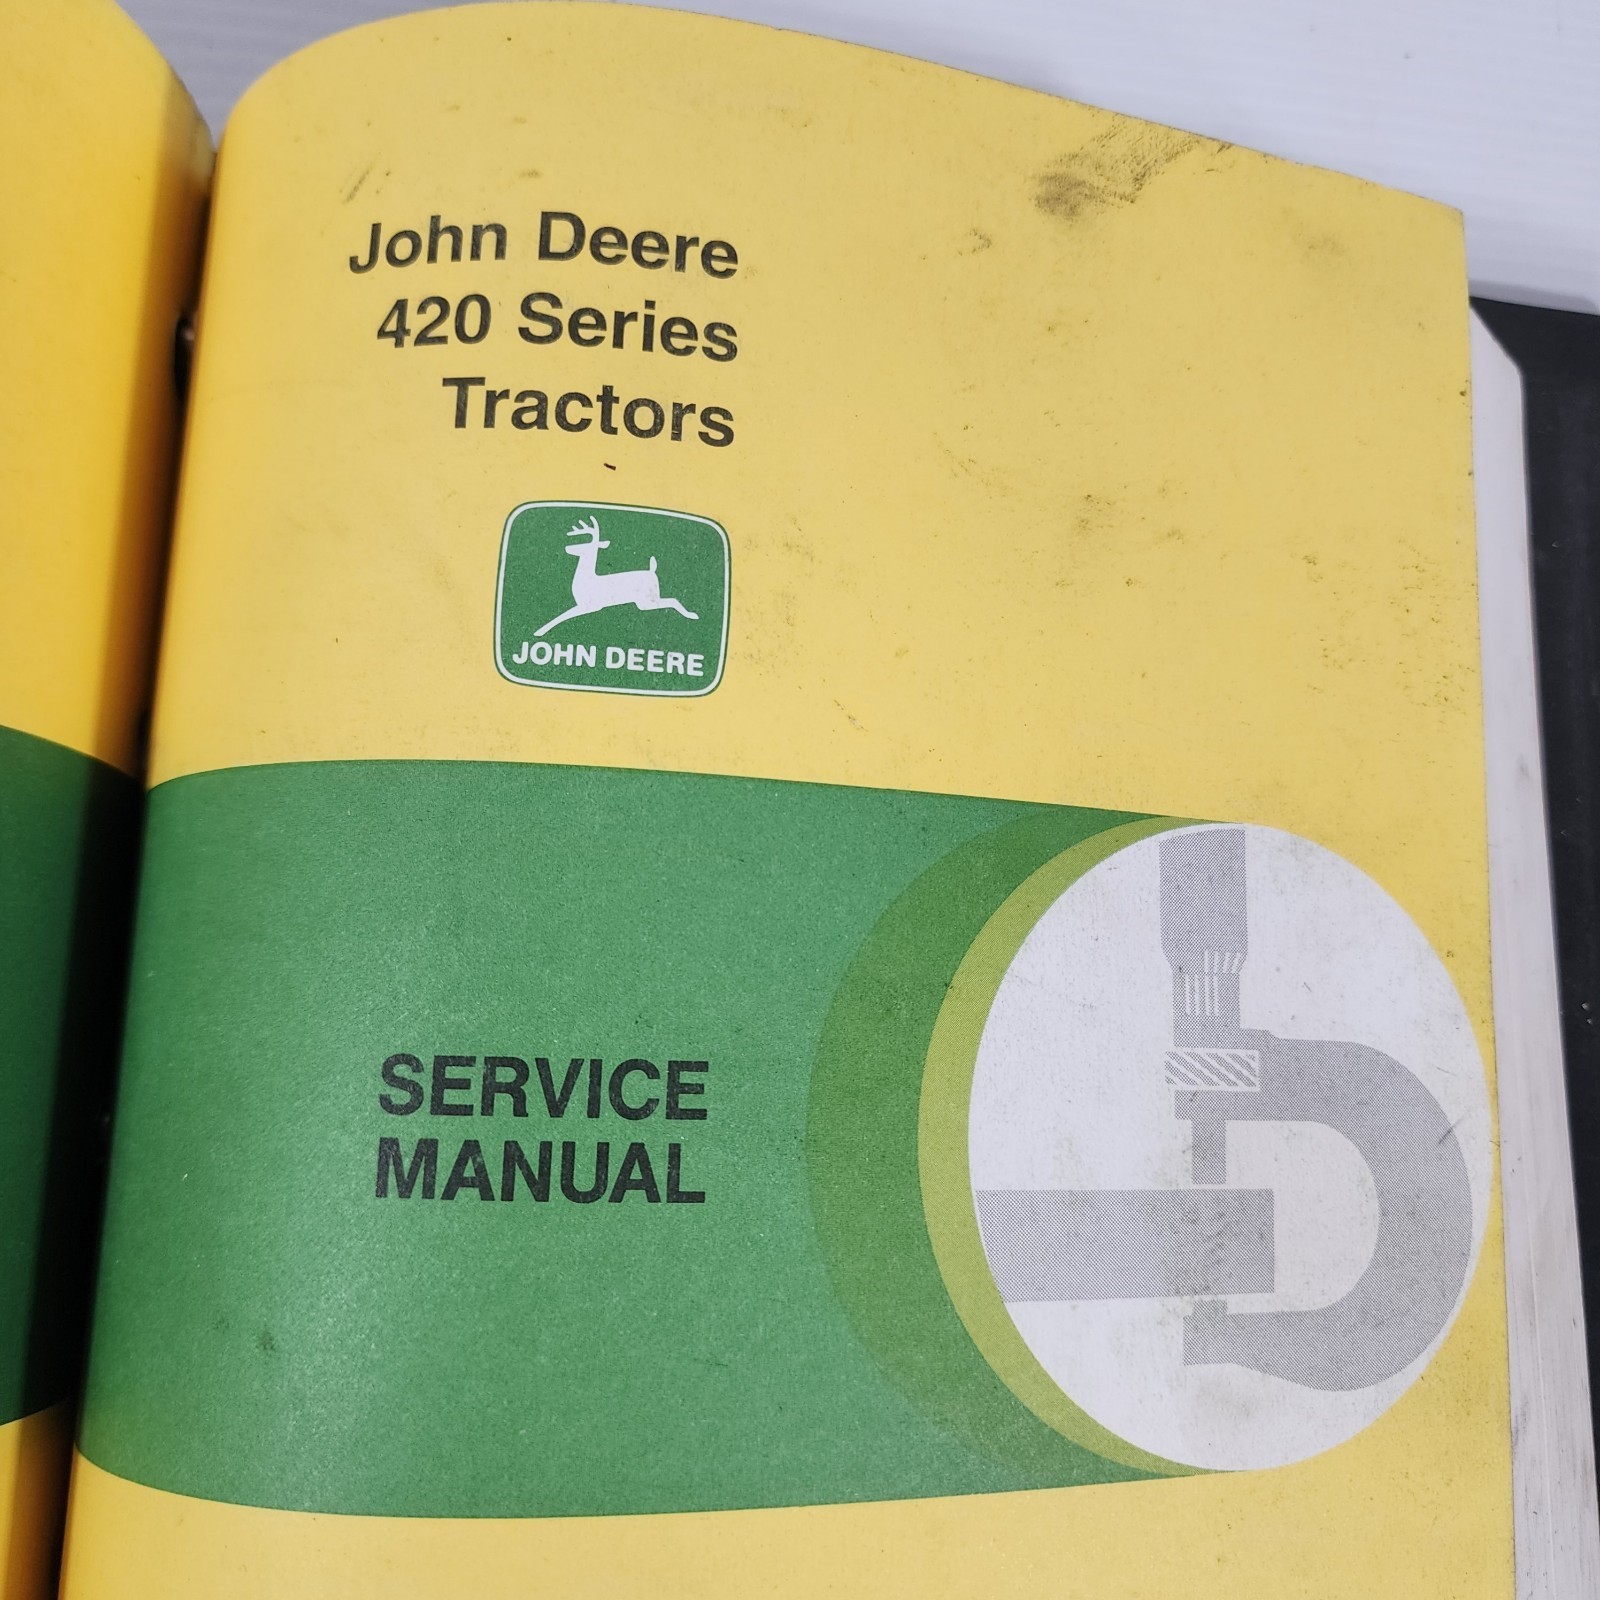 John Deere
420 Series
Tractors
JOHN DEERE
SERVICE
MANUAL